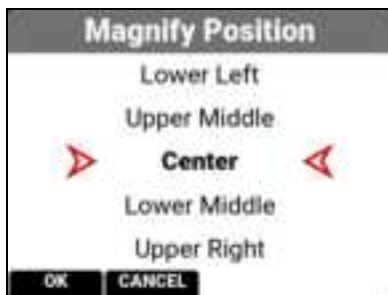 Magnify Position
Lower Left
Upper Middle
Center
Lower Middle
Upper Right
OK CANCEL